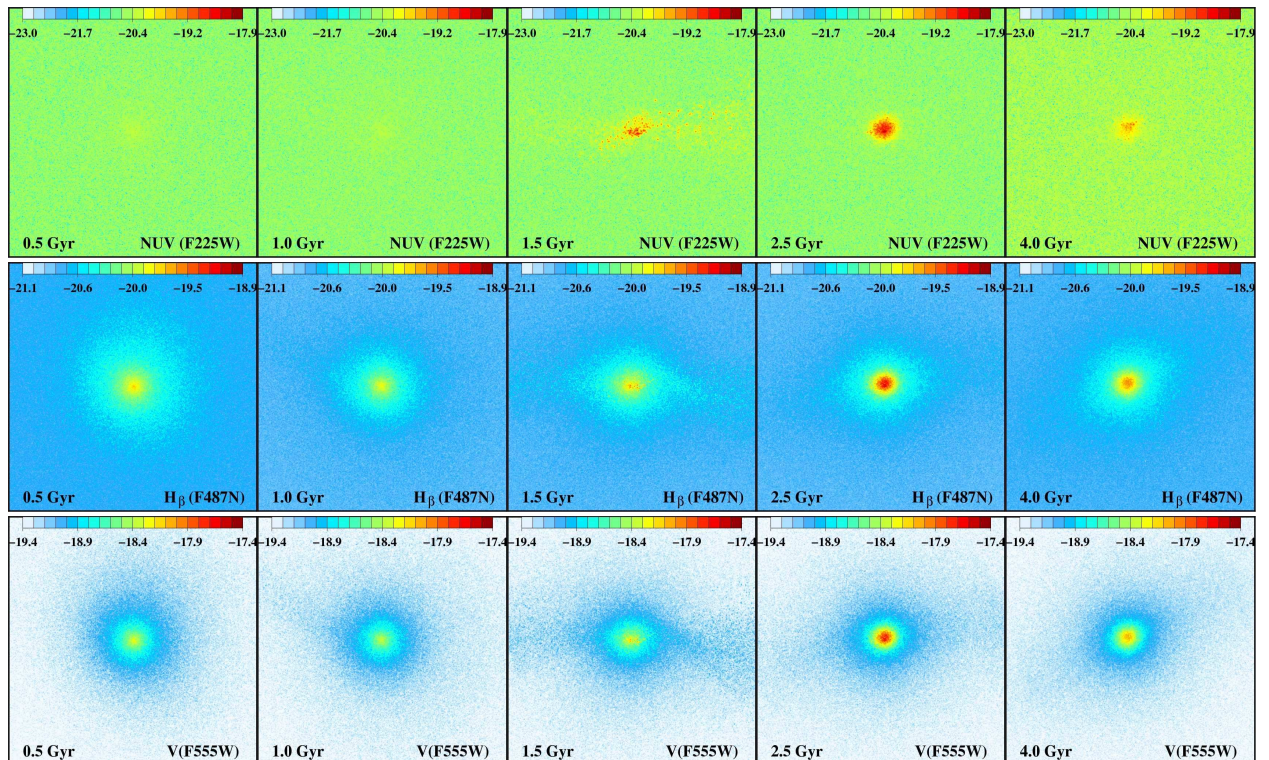 −23.0 −21.7 −20.4 −19.2 −17.9 −23.0 −21.7 −20.4 −19.2 −17.9 −23.0 −21.7 −20.4 −19.2 −17.9 −23.0 −21.7 −20.4 −19.2 −17.9 −23.0 −21.7 −20.4 −19.2 −17.9
0.5 Gyr NUV (F225W) 1.0 Gyr NUV (F225W) 1.5 Gyr NUV (F225W) 2.5 Gyr NUV (F225W) 4.0 Gyr NUV (F225W)
−21.1 −20.6 −20.0 −19.5 −18.9 −21.1 −20.6 −20.0 −19.5 −18.9 −21.1 −20.6 −20.0 −19.5 −18.9 −21.1 −20.6 −20.0 −19.5 −18.9 −21.1 −20.6 −20.0 −19.5 −18.9
0.5 Gyr Hβ (F487N) 1.0 Gyr Hβ (F487N) 1.5 Gyr Hβ (F487N) 2.5 Gyr Hβ (F487N) 4.0 Gyr Hβ (F487N)
−19.4 −18.9 −18.4 −17.9 −17.4 −19.4 −18.9 −18.4 −17.9 −17.4 −19.4 −18.9 −18.4 −17.9 −17.4 −19.4 −18.9 −18.4 −17.9 −17.4 −19.4 −18.9 −18.4 −17.9 −17.4
0.5 Gyr V(F555W) 1.0 Gyr V(F555W) 1.5 Gyr V(F555W) 2.5 Gyr V(F555W) 4.0 Gyr V(F555W)